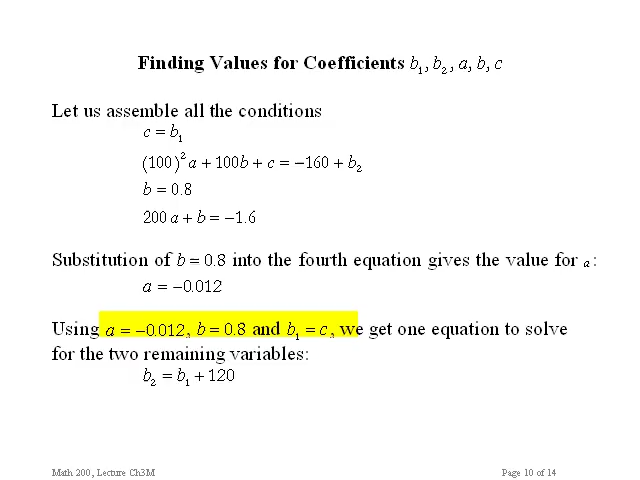 Finding Values for Coefficients b₁, b₂, a, b, c
Let us assemble all the conditions
c = b₁
(100)² a + 100b + c = −160 + b₂
b = 0.8
200 a + b = −1.6
Substitution of b = 0.8 into the fourth equation gives the value for a :
a = −0.012
Using a = −0.012, b = 0.8 and b₁ = c, we get one equation to solve
for the two remaining variables:
b₂ = b₁ + 120
Math 200, Lecture Ch3M
Page 10 of 14